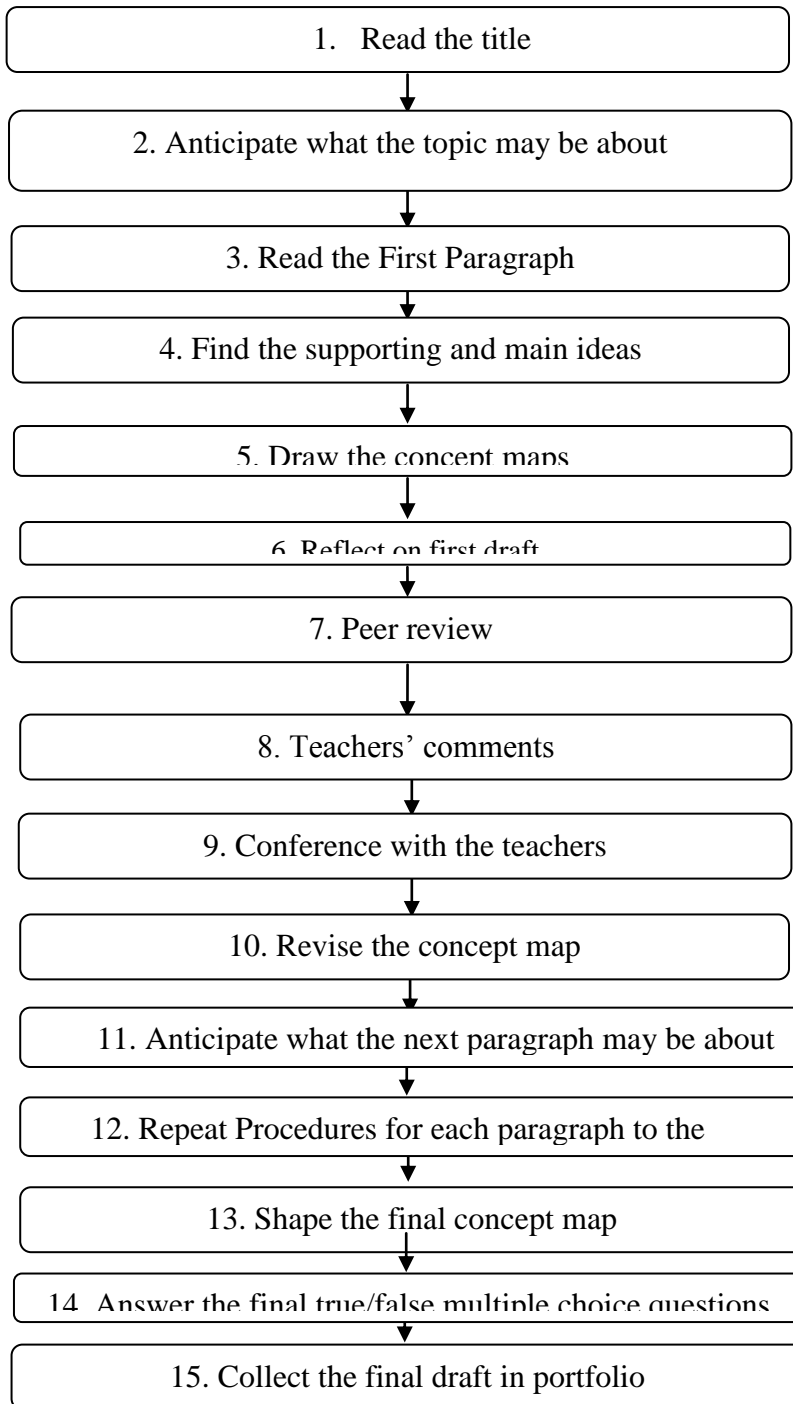 1. Read the title
2. Anticipate what the topic may be about
3. Read the First Paragraph
4. Find the supporting and main ideas
5. Draw the concept maps
6. Reflect on first draft
7. Peer review
8. Teachers’ comments
9. Conference with the teachers
10. Revise the concept map
11. Anticipate what the next paragraph may be about
12. Repeat Procedures for each paragraph to the
13. Shape the final concept map
14. Answer the final true/false multiple choice questions
15. Collect the final draft in portfolio